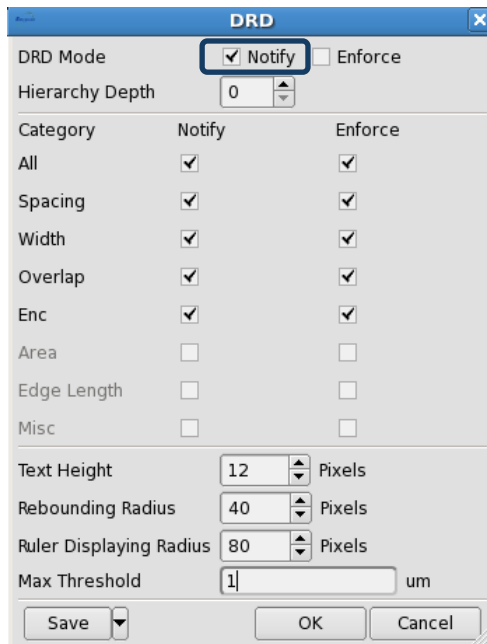 DRD
DRD Mode Notify Enforce
Hierarchy Depth 0
Category Notify Enforce
All
Spacing
Width
Overlap
Enc
Area
Edge Length
Misc
Text Height 12 Pixels
Rebounding Radius 40 Pixels
Ruler Displaying Radius 80 Pixels
Max Threshold 1 um
Save OK Cancel